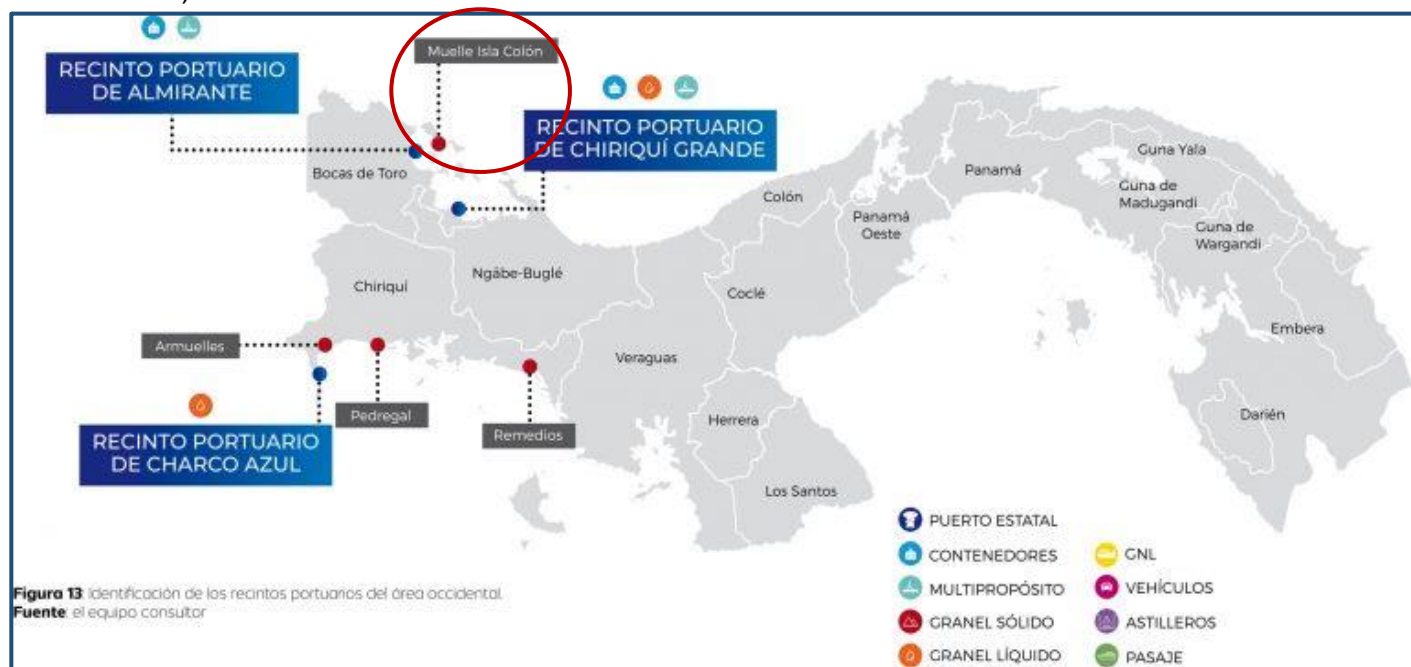 Muelle Isla Colón
RECINTO PORTUARIO
DE ALMIRANTE
RECINTO PORTUARIO
DE CHIRIQUÍ GRANDE
Bocas de Toro
Guna Yala
Panamá
Guna de
Madugandi
Colón
Panamá
Oeste
Guna de
Wargandi
Ngäbe-Buglé
Chiriquí
Coclé
Embera
Armuelles
Veraguas
Pedregal
Herrera
Darién
Remedios
RECINTO PORTUARIO
DE CHARCO AZUL
Los Santos
PUERTO ESTATAL
CONTENEDORES
MULTIPROPÓSITO
GRANEL SÓLIDO
GRANEL LÍQUIDO
GNL
VEHÍCULOS
ASTILLEROS
PASAJE
Figura 13: Identificación de los recintos portuarios del área occidental.
Fuente: el equipo consultor